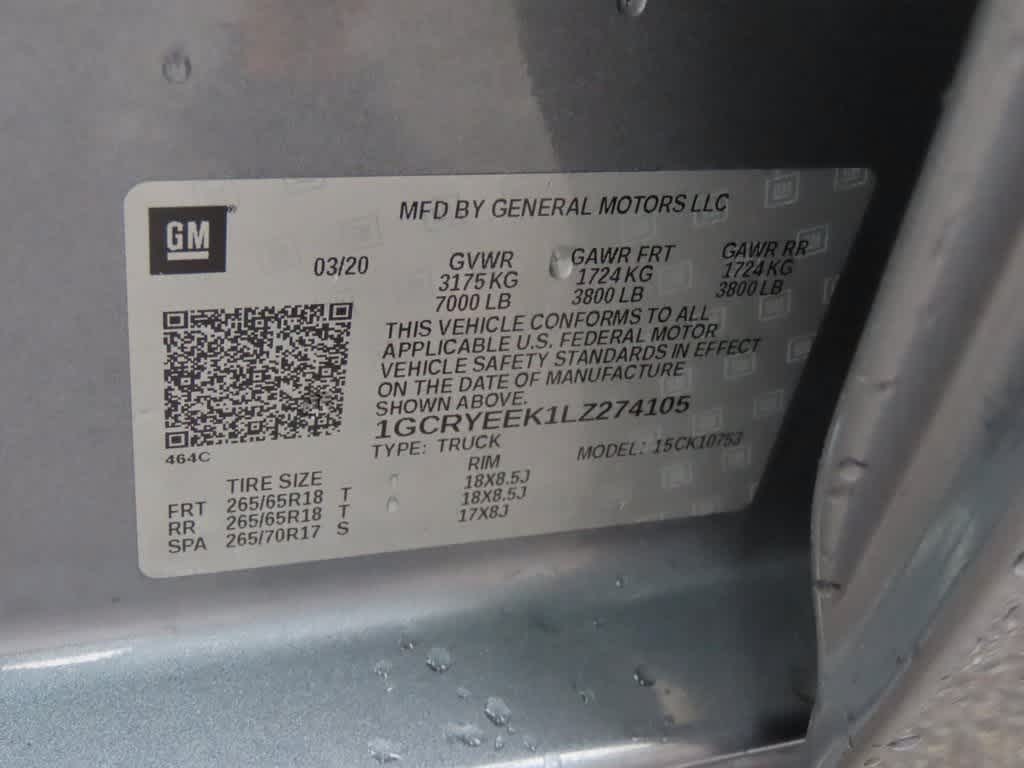 GM
MFD BY GENERAL MOTORS LLC
03/20
GVWR GAWR FRT GAWR RR
3175 KG 1724 KG 1724 KG
7000 LB 3800 LB 3800 LB
THIS VEHICLE CONFORMS TO ALL
APPLICABLE U.S. FEDERAL MOTOR
VEHICLE SAFETY STANDARDS IN EFFECT
ON THE DATE OF MANUFACTURE
SHOWN ABOVE.
1GCRYEEK1LZ274105
TYPE: TRUCK MODEL: 15CK10753
464C
TIRE SIZE RIM
FRT 265/65R18 T 18X8.5J
RR 265/65R18 T 18X8.5J
SPA 265/70R17 S 17X8J